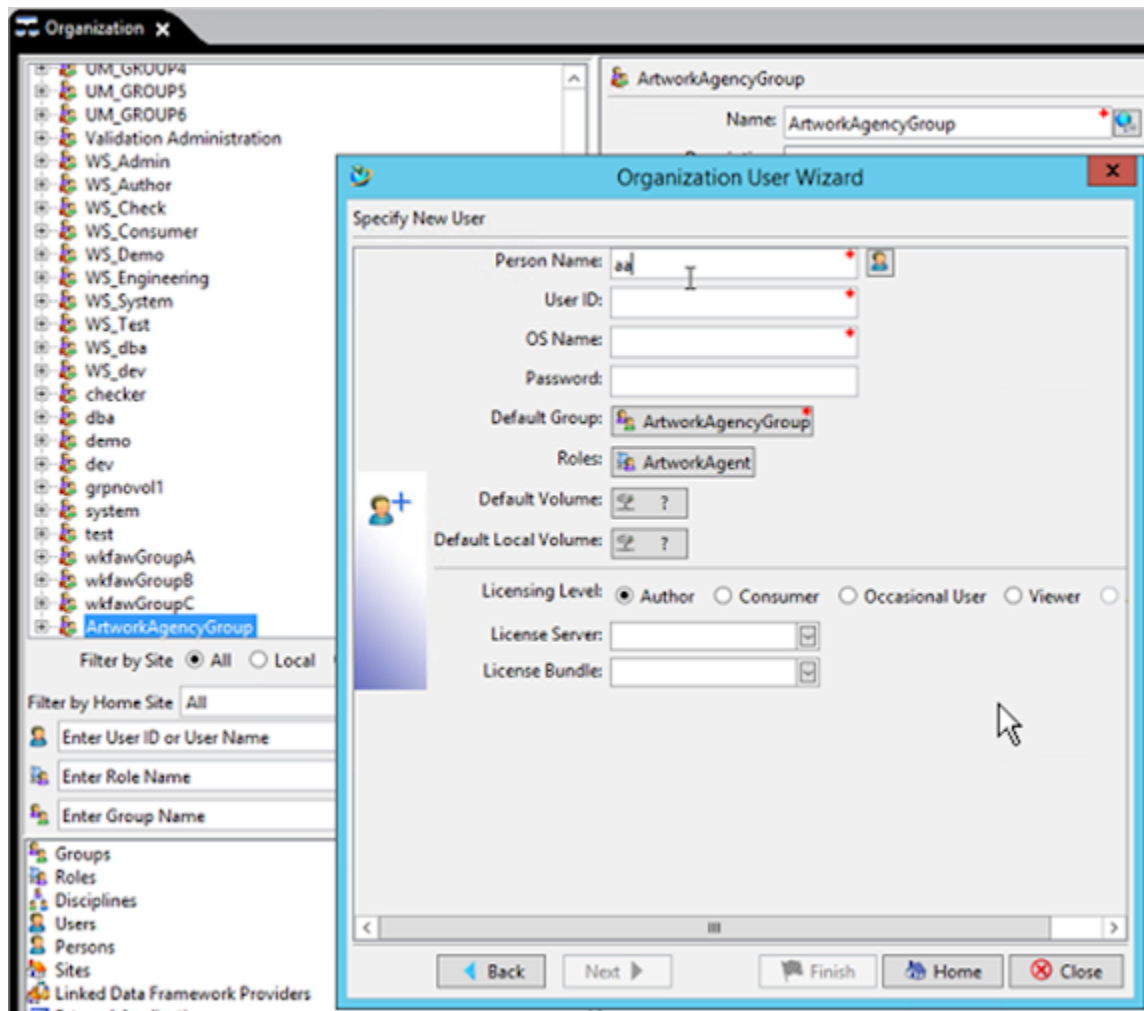 Organization
UM_GROUP4
UM_GROUP5
UM_GROUP6
Validation Administration
WS_Admin
WS_Author
WS_Check
WS_Consumer
WS_Demo
WS_Engineering
WS_System
WS_Test
WS_dba
WS_dev
checker
dba
demo
dev
grpnovol1
system
test
wkfawGroupA
wkfawGroupB
wkfawGroupC
ArtworkAgencyGroup
Filter by Site All Local
Filter by Home Site All
Enter User ID or User Name
Enter Role Name
Enter Group Name
Groups
Roles
Disciplines
Users
Persons
Sites
Linked Data Framework Providers
ArtworkAgencyGroup
Name: ArtworkAgencyGroup
Organization User Wizard
Specify New User
Person Name: aa
User ID:
OS Name:
Password:
Default Group: ArtworkAgencyGroup
Roles: ArtworkAgent
Default Volume: ?
Default Local Volume: ?
Licensing Level: Author Consumer Occasional User Viewer
License Server:
License Bundle:
Back Next Finish Home Close